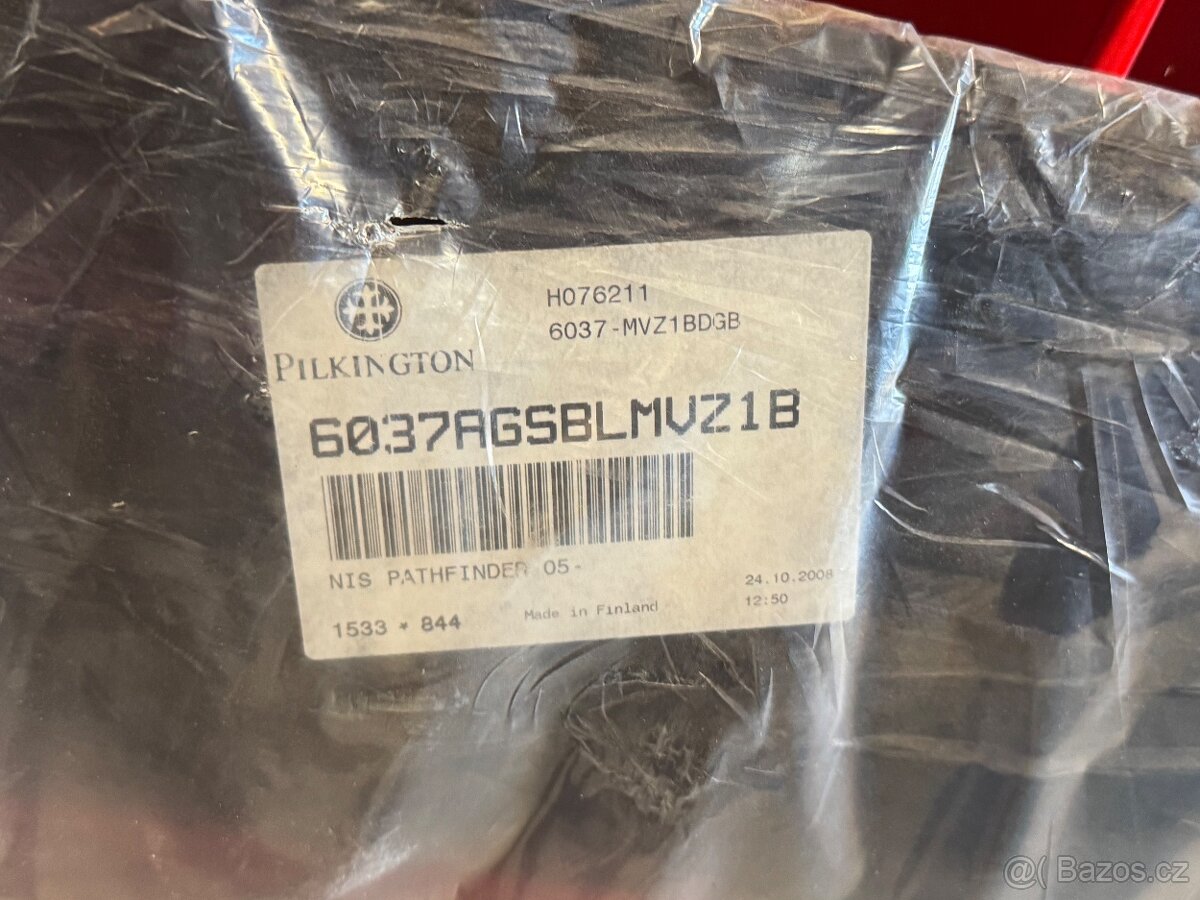 H076211
6037-MVZ1BDGB
PILKINGTON
6037AGSBLMVZ1B
NIS PATHFINDER 05-
24.10.2008
12:50
1533 * 844
Made in Finland
@( Bazos.cz